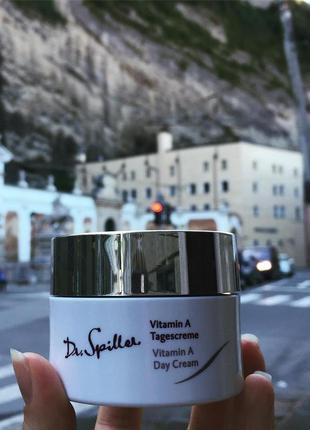 Dr. Spiller
Vitamin A
Tagescreme
Vitamin A
Day Cream